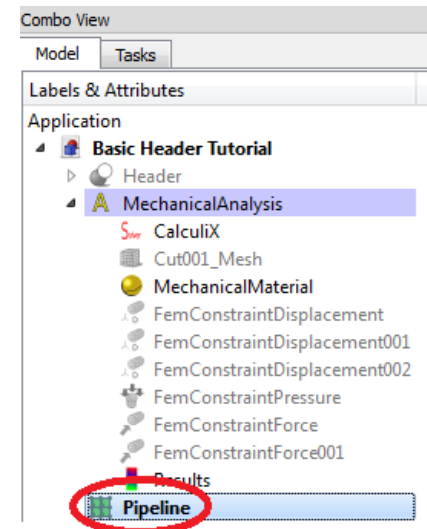 Combo View
Model Tasks
Labels & Attributes
Application
Basic Header Tutorial
Header
A MechanicalAnalysis
Solver CalculiX
Cut001_Mesh
MechanicalMaterial
FemConstraintDisplacement
FemConstraintDisplacement001
FemConstraintDisplacement002
FemConstraintPressure
FemConstraintForce
FemConstraintForce001
Results
Pipeline